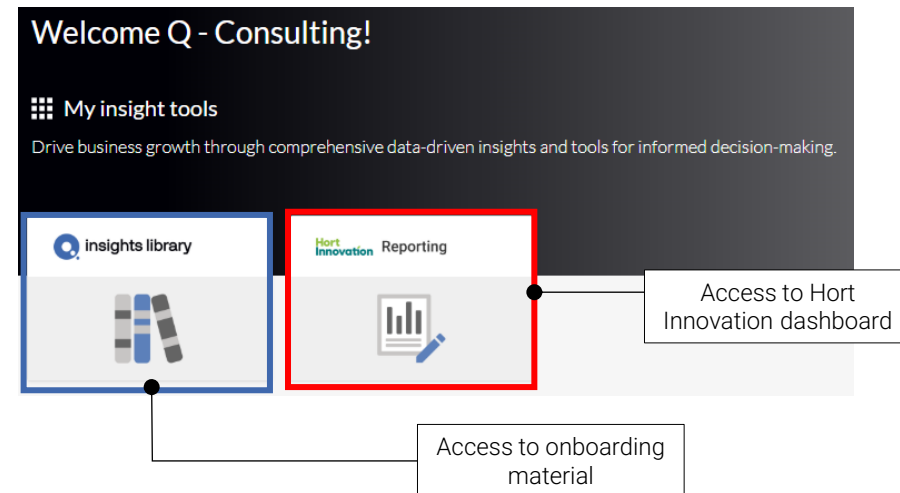 Welcome Q - Consulting!
My insight tools
Drive business growth through comprehensive data-driven insights and tools for informed decision-making.
insights library
Hort
Innovation Reporting
Access to Hort
Innovation dashboard
Access to onboarding
material